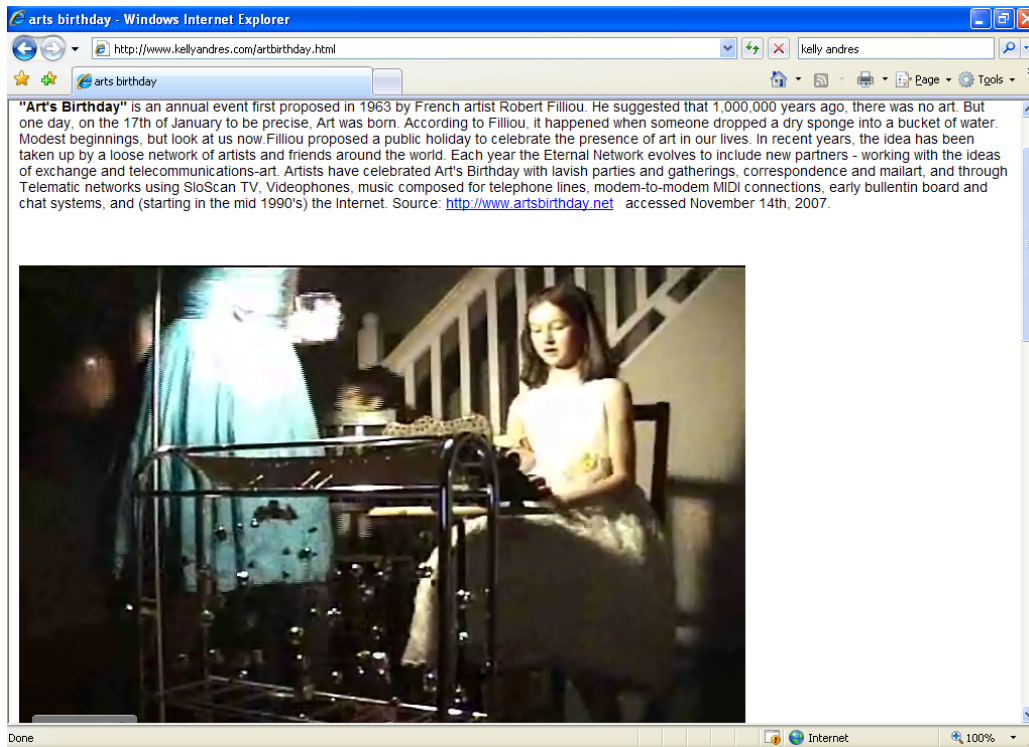 arts birthday - Windows Internet Explorer
http://www.kellyandres.com/artbirthday.html
kelly andres
arts birthday
Page
Tools
"Art's Birthday" is an annual event first proposed in 1963 by French artist Robert Filliou. He suggested that 1,000,000 years ago, there was no art. But
one day, on the 17th of January to be precise, Art was born. According to Filliou, it happened when someone dropped a dry sponge into a bucket of water.
Modest beginnings, but look at us now.Filliou proposed a public holiday to celebrate the presence of art in our lives. In recent years, the idea has been
taken up by a loose network of artists and friends around the world. Each year the Eternal Network evolves to include new partners - working with the ideas
of exchange and telecommunications-art. Artists have celebrated Art's Birthday with lavish parties and gatherings, correspondence and mailart, and through
Telematic networks using SloScan TV, Videophones, music composed for telephone lines, modem-to-modem MIDI connections, early bullentin board and
chat systems, and (starting in the mid 1990's) the Internet. Source: http://www.artsbirthday.net accessed November 14th, 2007.
Done
Internet
100%